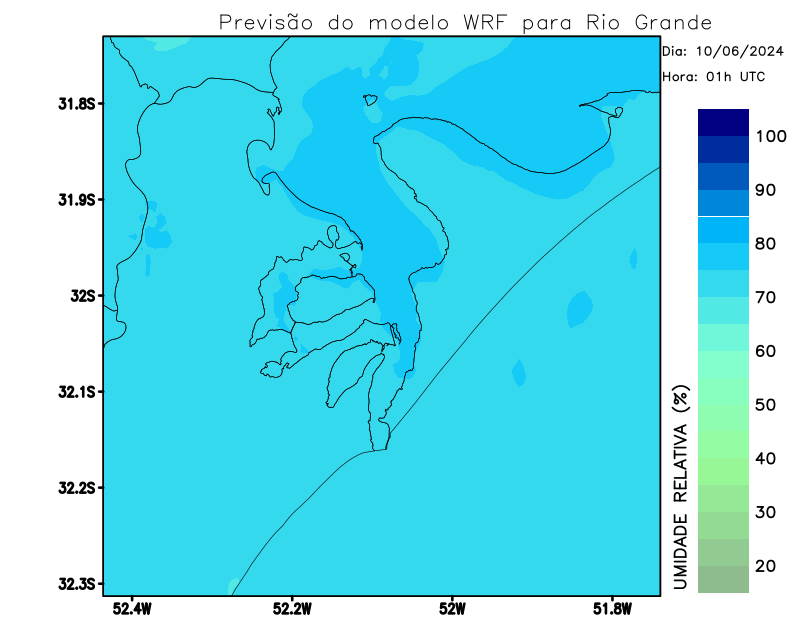 Previsão do modelo WRF para Rio Grande
Dia: 10/06/2024
Hora: 01h UTC
31.8S
31.9S
32S
32.1S
32.2S
32.3S
52.4W
52.2W
52W
51.8W
100
90
80
70
60
50
40
30
20
UMIDADE RELATIVA (%)